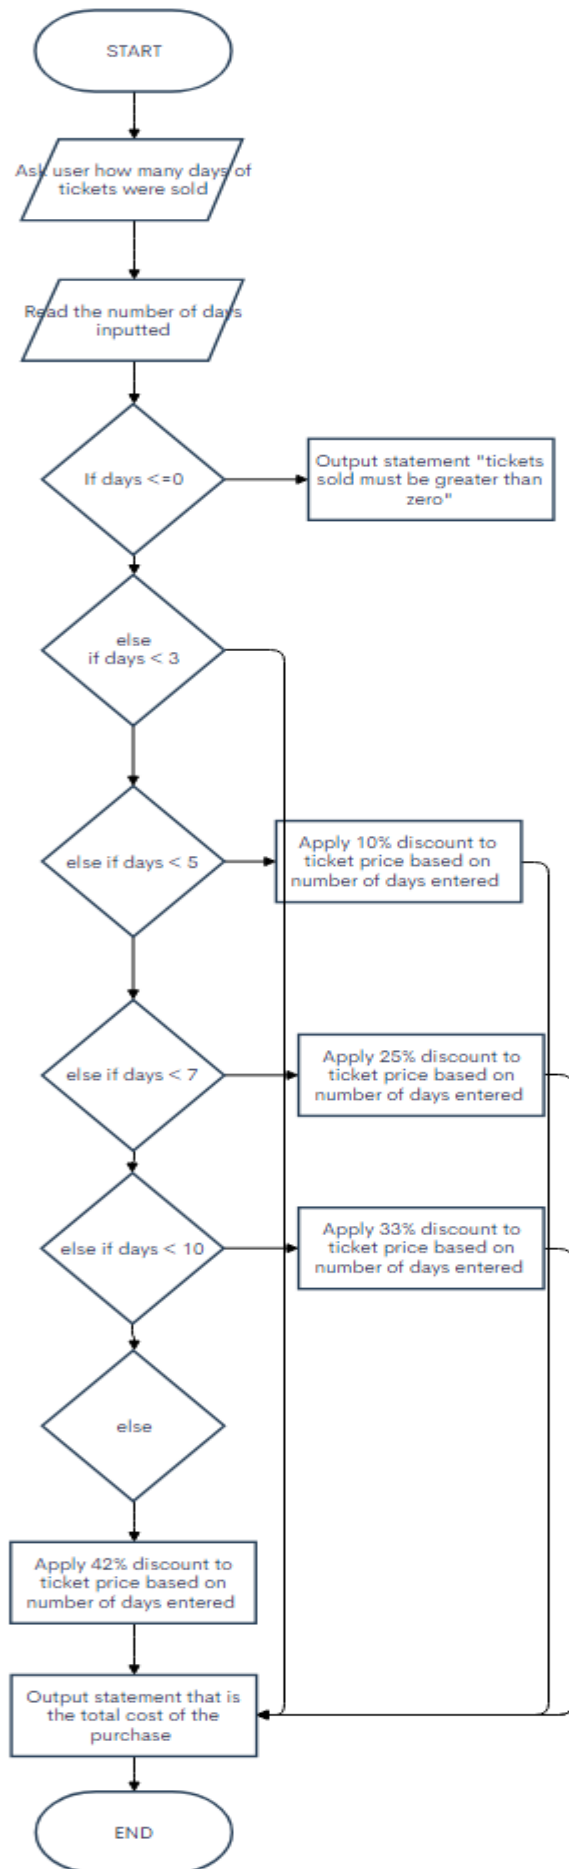 START
Ask user how many days of
tickets were sold
Read the number of days
inputted
If days <=0
Output statement "tickets
sold must be greater than
zero"
else
if days < 3
else if days < 5
Apply 10% discount to
ticket price based on
number of days entered
else if days < 7
Apply 25% discount to
ticket price based on
number of days entered
else if days < 10
Apply 33% discount to
ticket price based on
number of days entered
else
Apply 42% discount to
ticket price based on
number of days entered
Output statement that is
the total cost of the
purchase
END